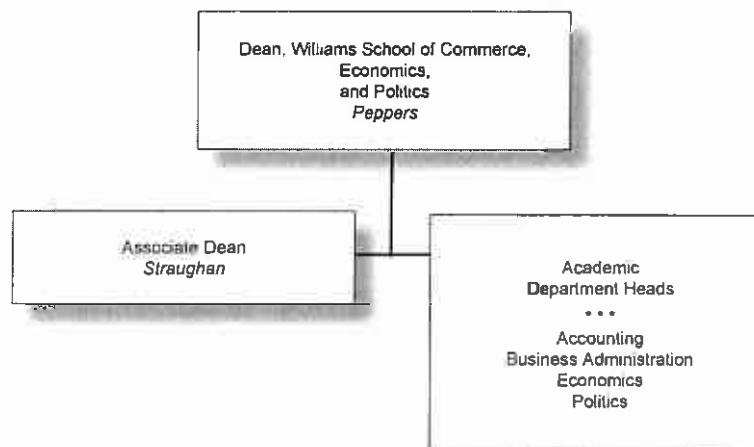 Dean, Williams School of Commerce,
Economics,
and Politics
Peppers
Associate Dean
Straughan
Academic
Department Heads
• • •
Accounting
Business Administration
Economics
Politics